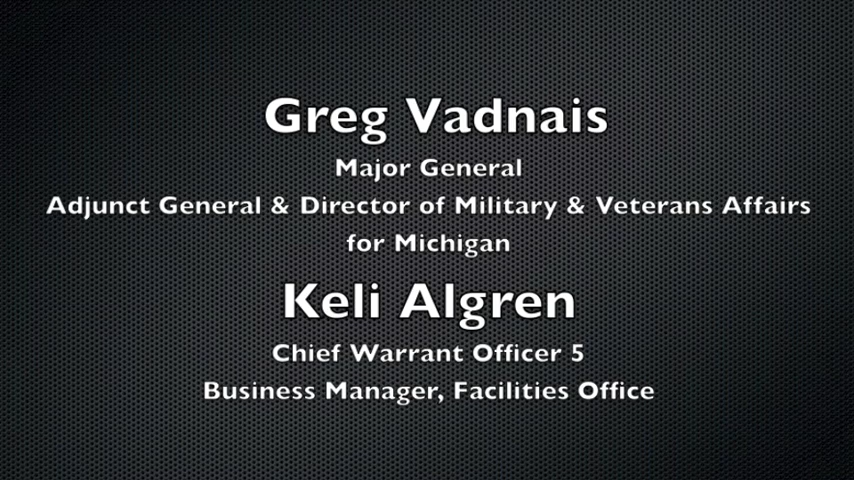 Greg Vadnais
Major General
Adjunct General & Director of Military & Veterans Affairs
for Michigan
Keli Algren
Chief Warrant Officer 5
Business Manager, Facilities Office